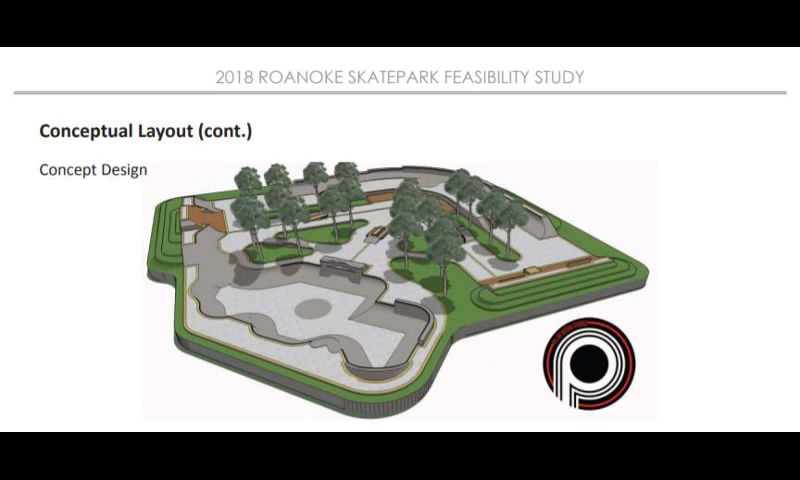 2018 ROANOKE SKATEPARK FEASIBILITY STUDY
Conceptual Layout (cont.)
Concept Design